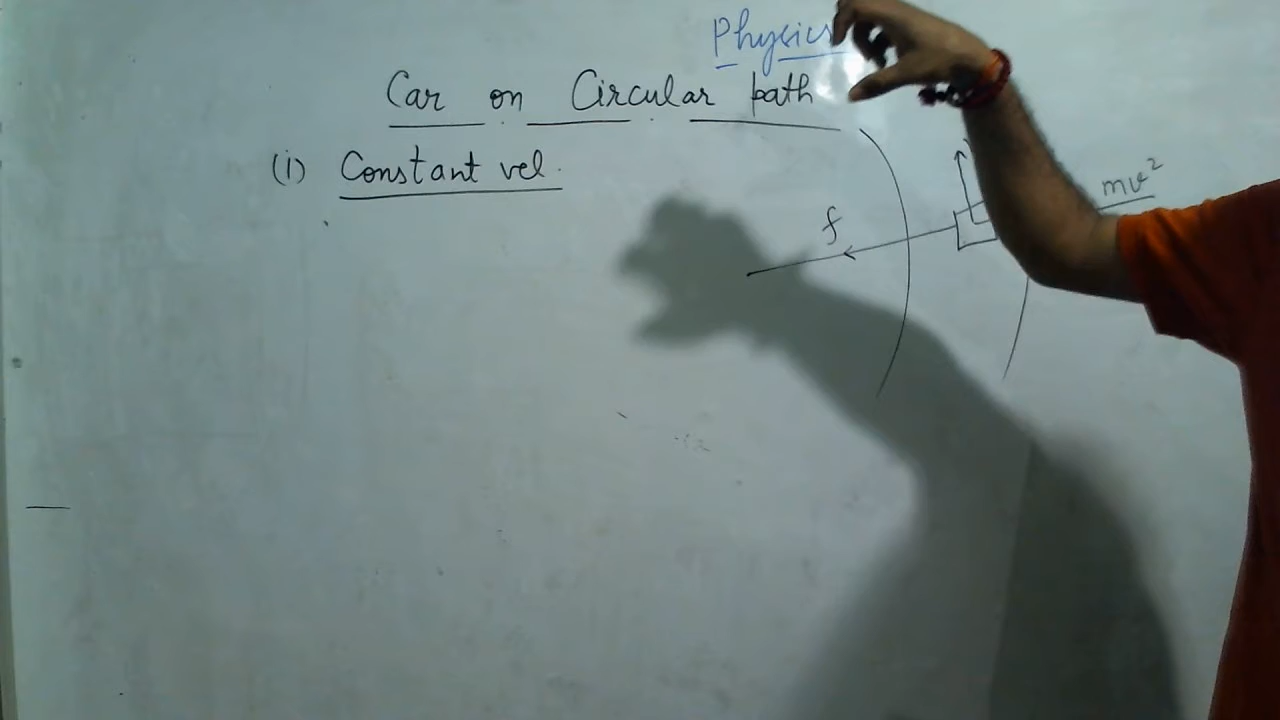 Physics
Car on Circular path
(i) Constant vel.
f
mv²